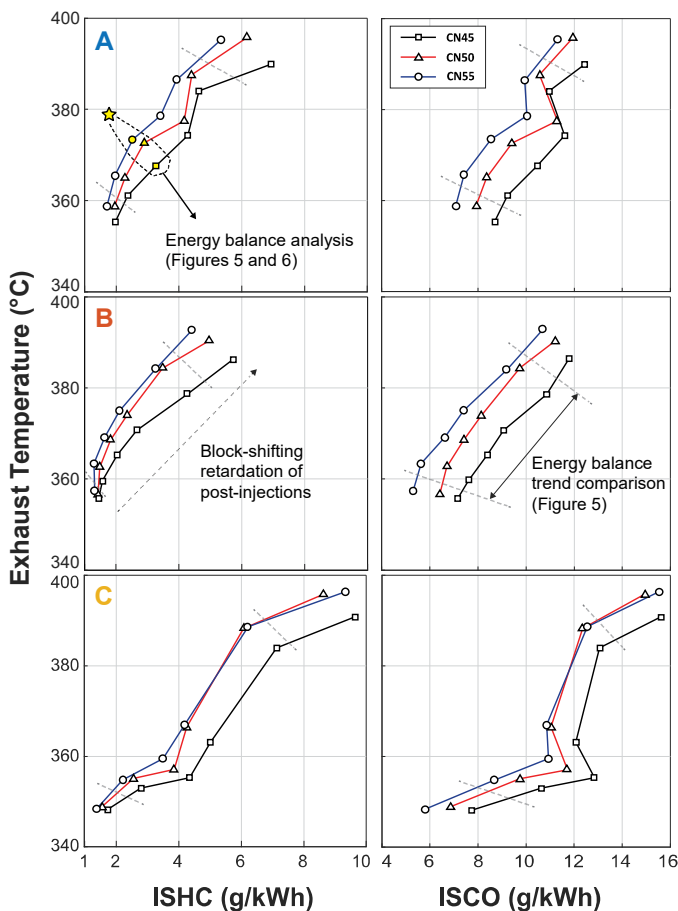 400
A
380
360
340
Energy balance analysis
(Figures 5 and 6)
CN45
CN50
CN55
400
B
380
360
340
Block-shifting
retardation of
post-injections
Energy balance
trend comparison
(Figure 5)
400
C
380
360
340
Exhaust Temperature (°C)
1 2 4 6 8 10
4 6 8 10 12 14 16
ISHC (g/kWh)
ISCO (g/kWh)